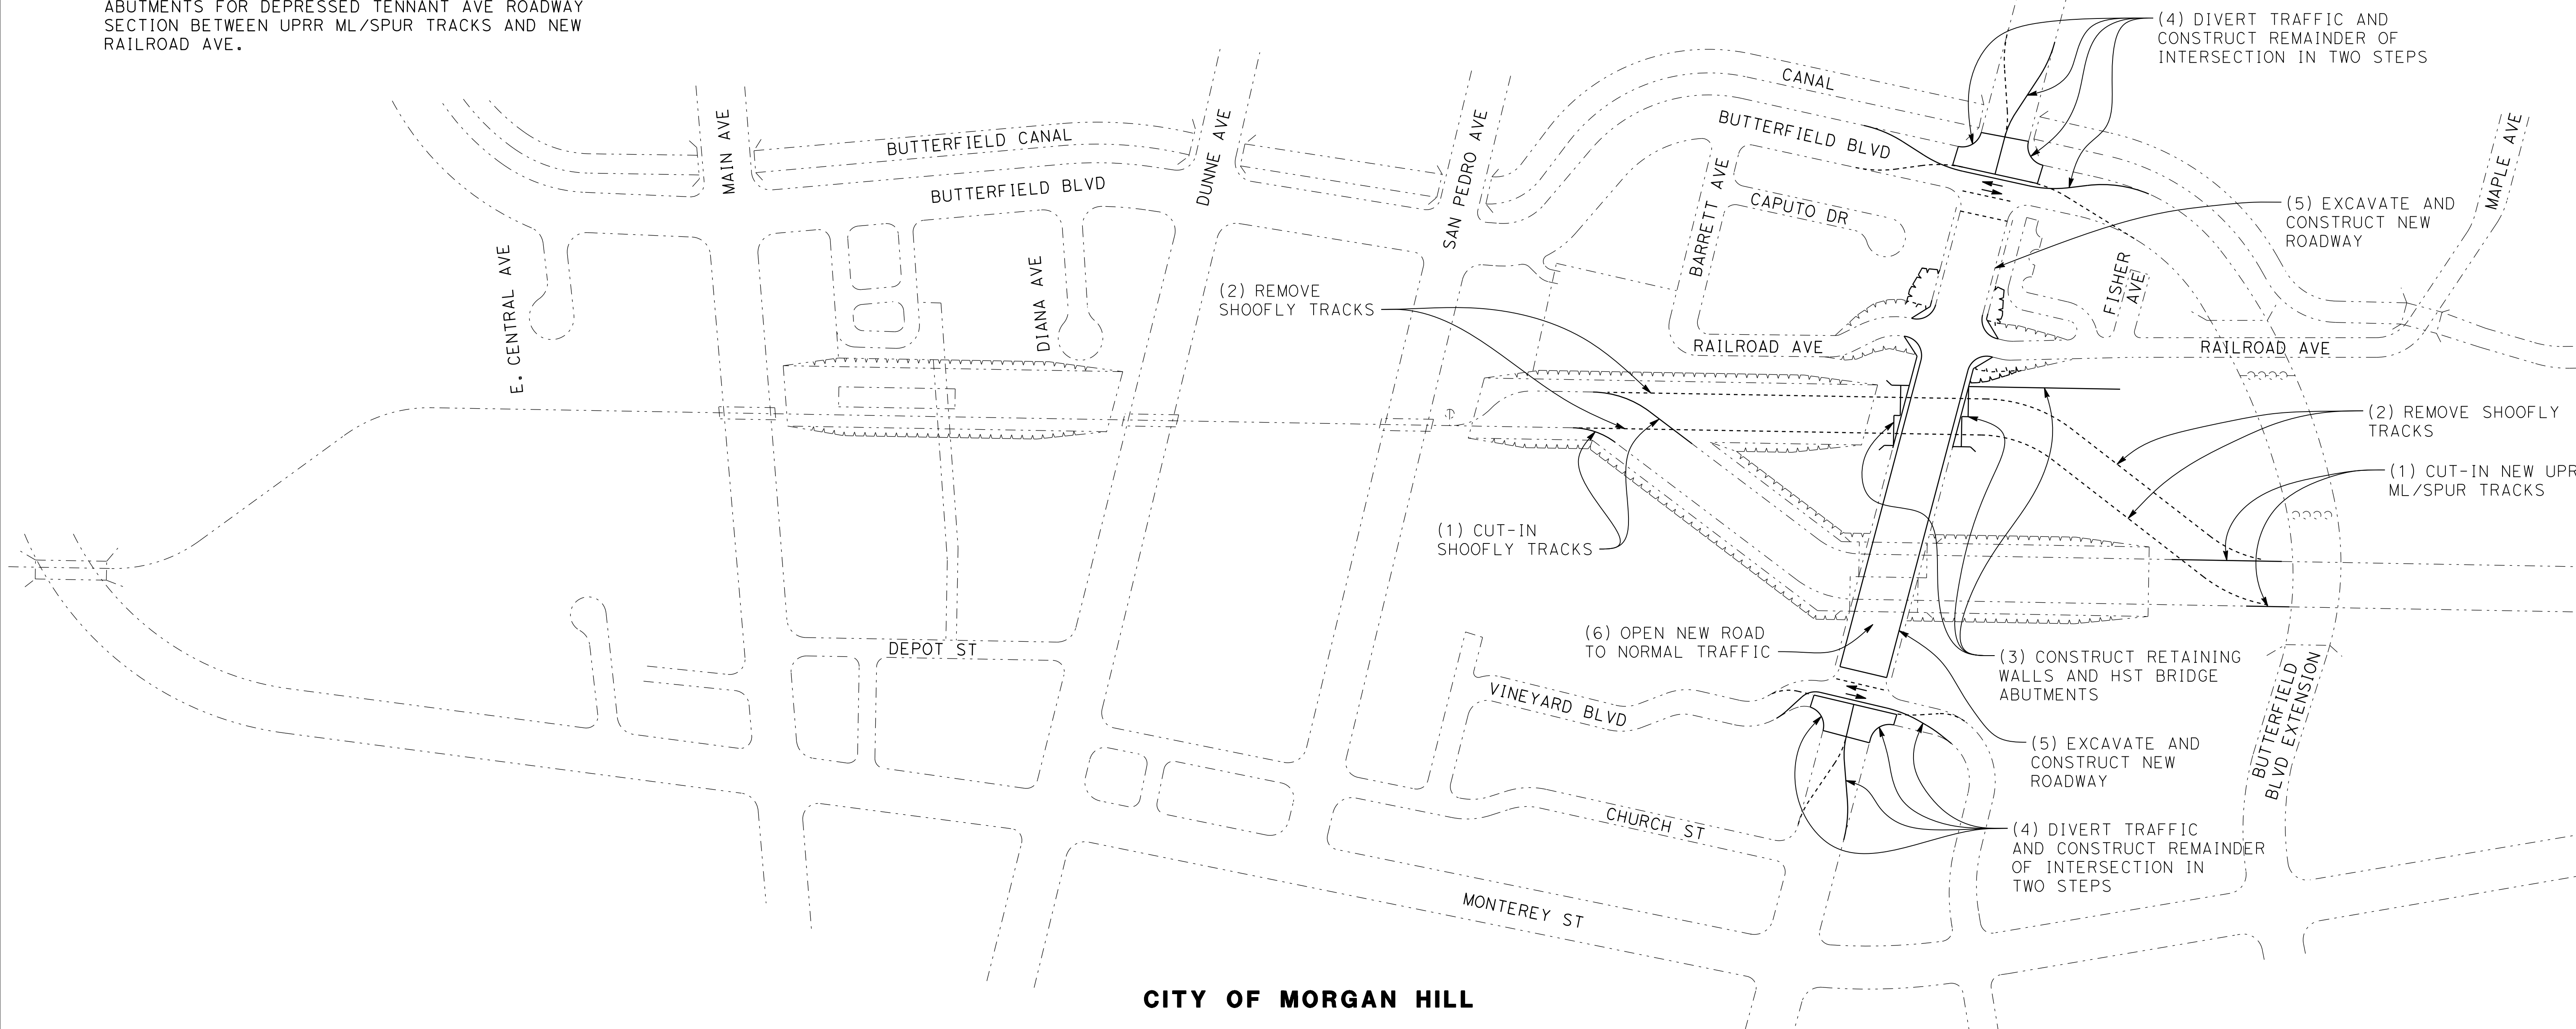 ABUTMENTS FOR DEPRESSED TENNANT AVE ROADWAY
SECTION BETWEEN UPRR ML/SPUR TRACKS AND NEW
RAILROAD AVE.
(4) DIVERT TRAFFIC AND
CONSTRUCT REMAINDER OF
INTERSECTION IN TWO STEPS
CANAL
BUTTERFIELD BLVD
MAIN AVE
BUTTERFIELD CANAL
BUTTERFIELD BLVD
DUNNE AVE
SAN PEDRO AVE
BARRETT AVE
CAPUTO DR
MAPLE AVE
(5) EXCAVATE AND
CONSTRUCT NEW
ROADWAY
E. CENTRAL AVE
DIANA AVE
(2) REMOVE
SHOOFLY TRACKS
FISHER
AVE
RAILROAD AVE
RAILROAD AVE
(2) REMOVE SHOOFLY
TRACKS
(1) CUT-IN NEW UPR
ML/SPUR TRACKS
(1) CUT-IN
SHOOFLY TRACKS
(6) OPEN NEW ROAD
TO NORMAL TRAFFIC
(3) CONSTRUCT RETAINING
WALLS AND HST BRIDGE
ABUTMENTS
DEPOT ST
VINEYARD BLVD
BUTTERFIELD
BLVD EXTENSION
(5) EXCAVATE AND
CONSTRUCT NEW
ROADWAY
CHURCH ST
(4) DIVERT TRAFFIC
AND CONSTRUCT REMAINDER
OF INTERSECTION IN
TWO STEPS
MONTEREY ST
CITY OF MORGAN HILL